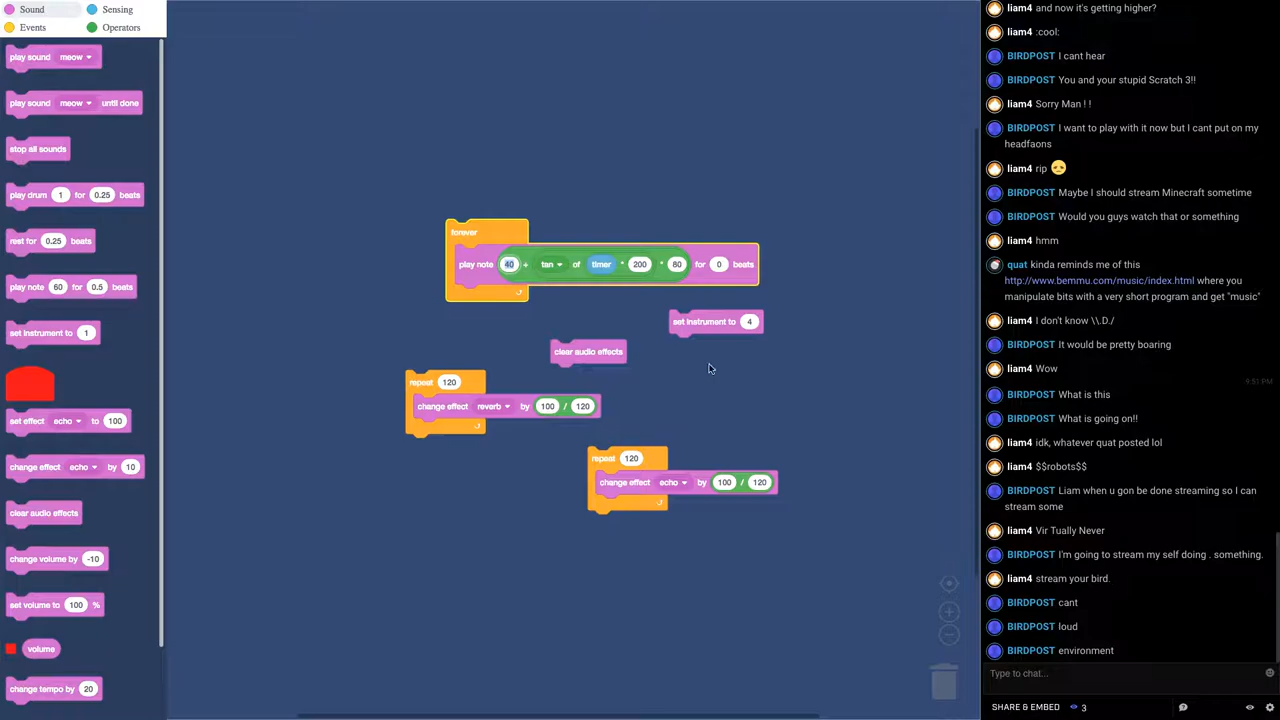 Sound
Sensing
Events
Operators
play sound meow
play sound meow until done
stop all sounds
play drum 1 for 0.25 beats
rest for 0.25 beats
play note 60 for 0.5 beats
set instrument to 1
set effect echo to 100
change effect echo by 10
clear audio effects
change volume by -10
set volume to 100 %
volume
change tempo by 20
forever
play note 40 + tan of timer * 200 * 80 for 0 beats
set instrument to 4
clear audio effects
repeat 120
change effect reverb by 100 / 120
repeat 120
change effect echo by 100 / 120
liam4 and now it's getting higher?
liam4 :cool:
BIRDPOST I cant hear
BIRDPOST You and your stupid Scratch 3!!
liam4 Sorry Man ! !
BIRDPOST I want to play with it now but I cant put on my
headfaons
liam4 rip 😞
BIRDPOST Maybe I should stream Minecraft sometime
BIRDPOST Would you guys watch that or something
liam4 hmm
quat kinda reminds me of this
http://www.bemmu.com/music/index.html where you
manipulate bits with a very short program and get "music"
liam4 I don't know \\.D./
BIRDPOST It would be pretty boaring
liam4 Wow
9:51 PM
BIRDPOST What is this
BIRDPOST What is going on!!
liam4 idk, whatever quat posted lol
liam4 $$robots$$
BIRDPOST Liam when u gon be done streaming so I can
stream some
liam4 Vir Tually Never
BIRDPOST I'm going to stream my self doing . something.
liam4 stream your bird.
BIRDPOST cant
BIRDPOST loud
BIRDPOST environment
Type to chat...
SHARE & EMBED 3